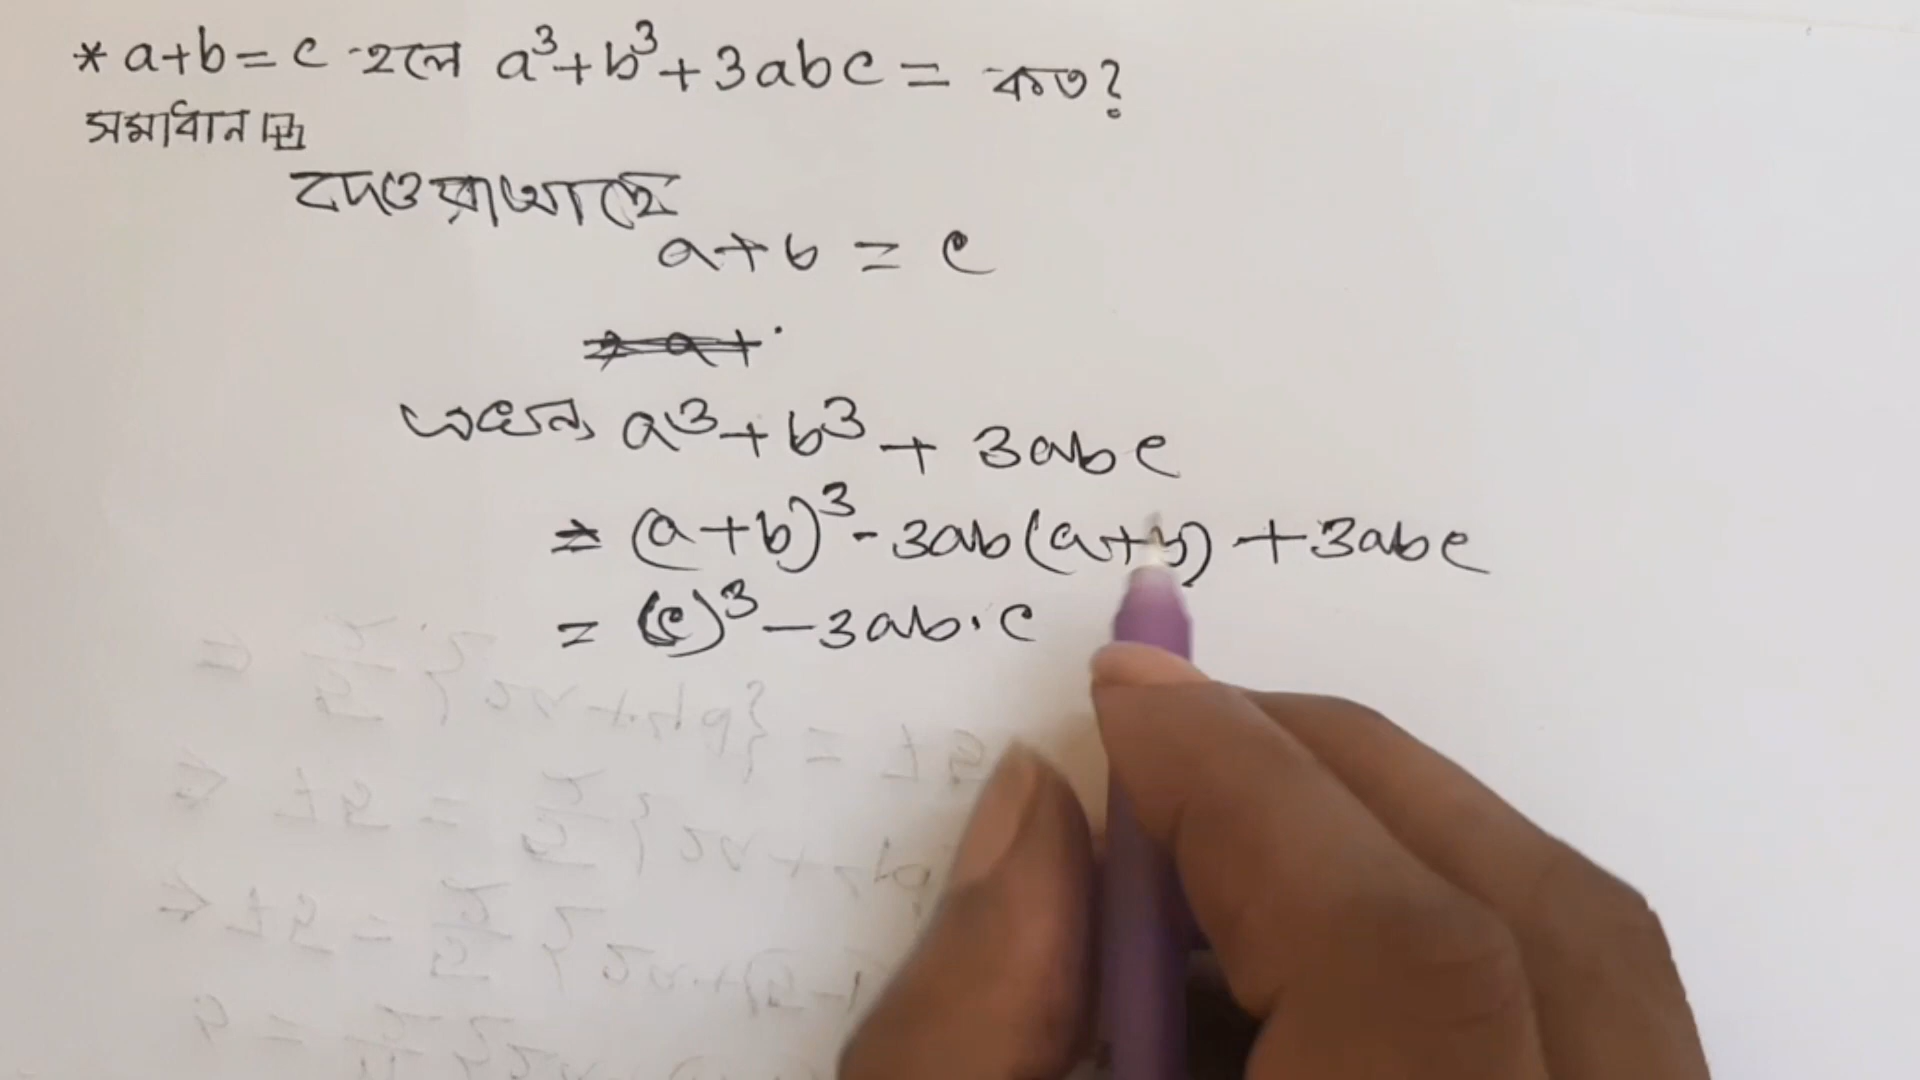 * a+b=c হলে a³+b³+3abc= কত?
সমাধান
দেওয়া আছে
a+b = c
এখন, a³+b³+3abc
= (a+b)³-3ab(a+b)+3abc
= (c)³-3ab.c